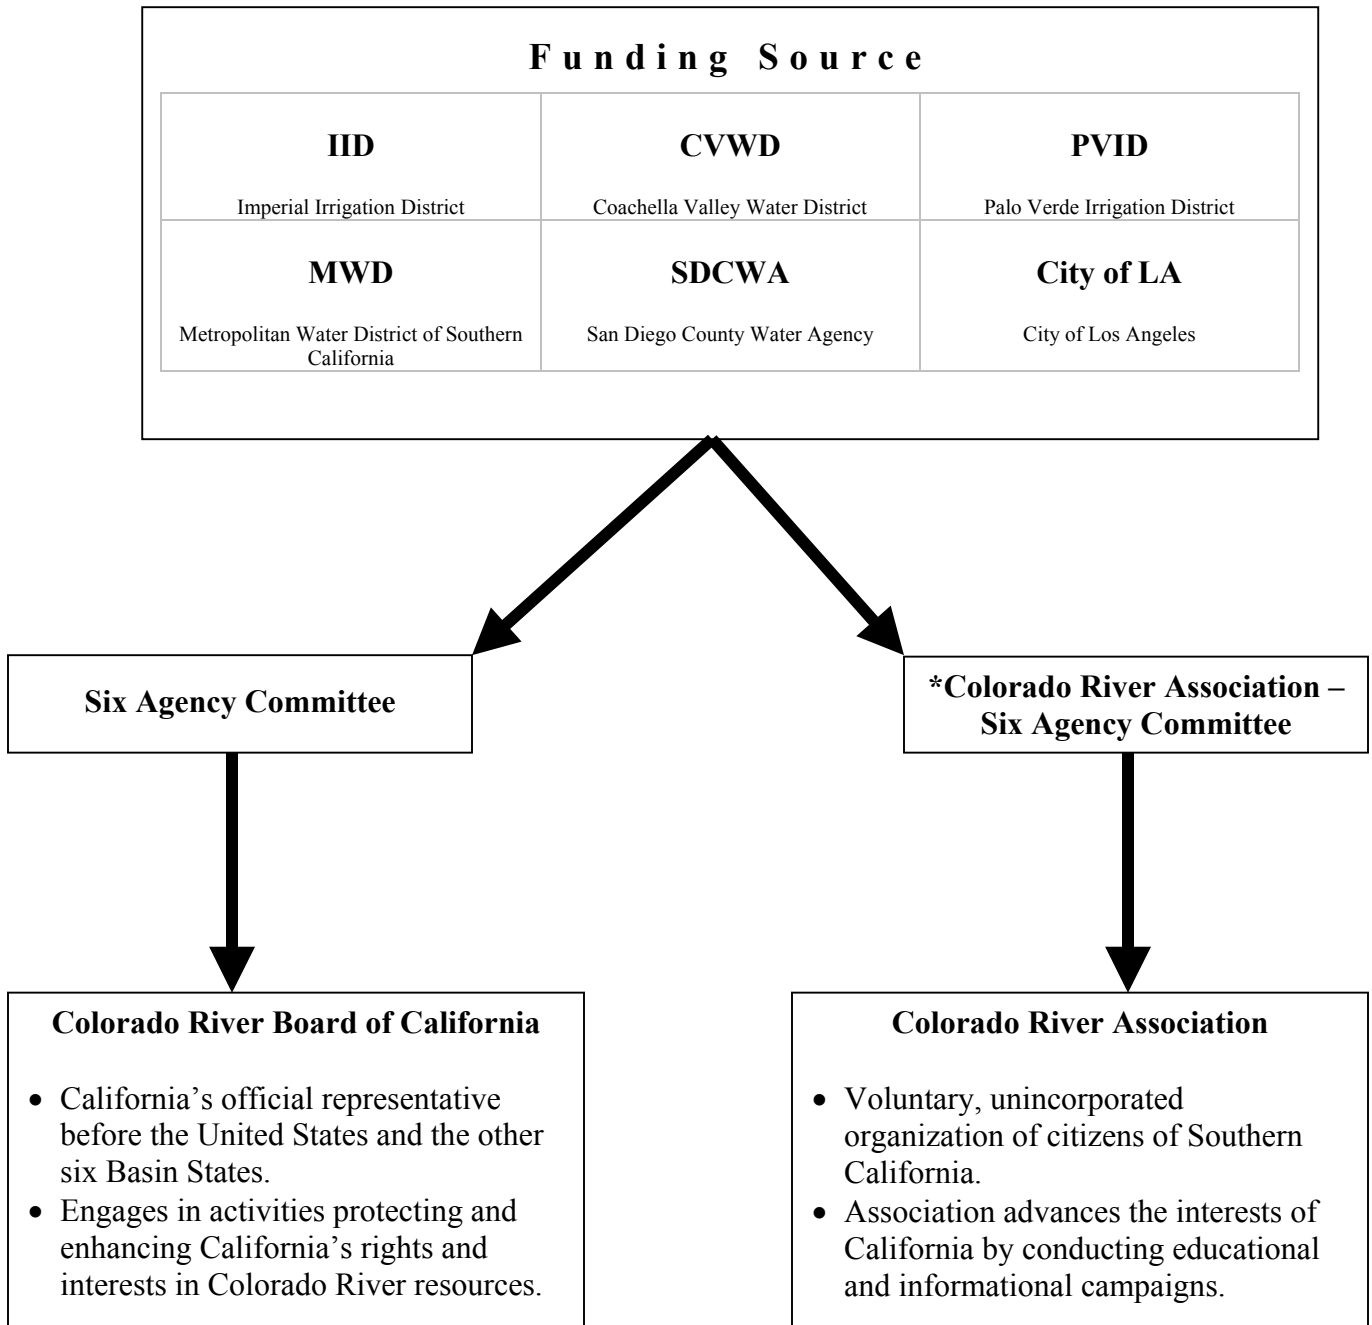 Funding Source
IID
CVWD
PVID
Imperial Irrigation District
Coachella Valley Water District
Palo Verde Irrigation District
MWD
SDCWA
City of LA
Metropolitan Water District of Southern
California
San Diego County Water Agency
City of Los Angeles
Six Agency Committee
*Colorado River Association –
Six Agency Committee
Colorado River Board of California
• California’s official representative
before the United States and the other
six Basin States.
• Engages in activities protecting and
enhancing California’s rights and
interests in Colorado River resources.
Colorado River Association
• Voluntary, unincorporated
organization of citizens of Southern
California.
• Association advances the interests of
California by conducting educational
and informational campaigns.